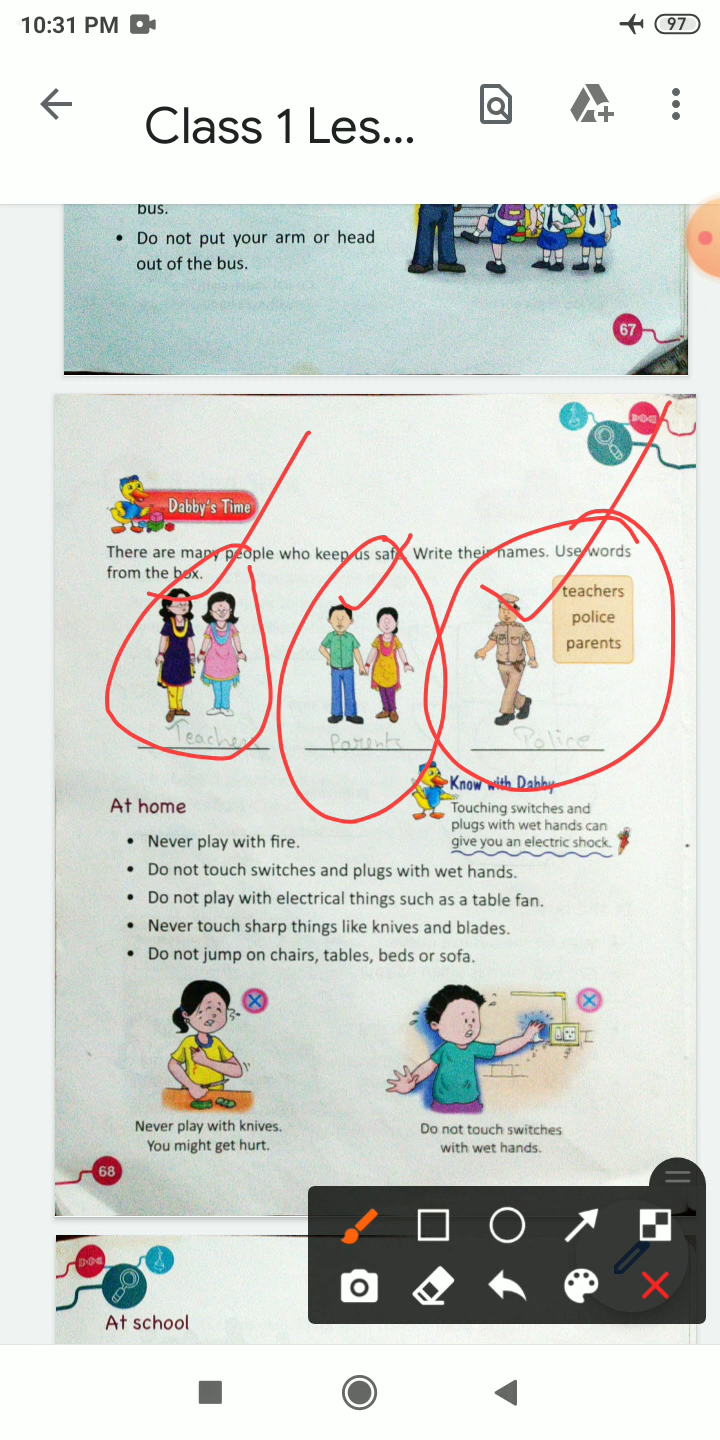 10:31 PM
97
Class 1 Les...
bus.
• Do not put your arm or head
out of the bus.
67
Dabby's Time
There are many people who keep us safe. Write their names. Use words
from the box.
teachers
police
parents
Teacher
Parents
Police
Know with Dabby
Touching switches and
plugs with wet hands can
give you an electric shock.
At home
• Never play with fire.
• Do not touch switches and plugs with wet hands.
• Do not play with electrical things such as a table fan.
• Never touch sharp things like knives and blades.
• Do not jump on chairs, tables, beds or sofa.
Never play with knives.
You might get hurt.
Do not touch switches
with wet hands.
68
At school